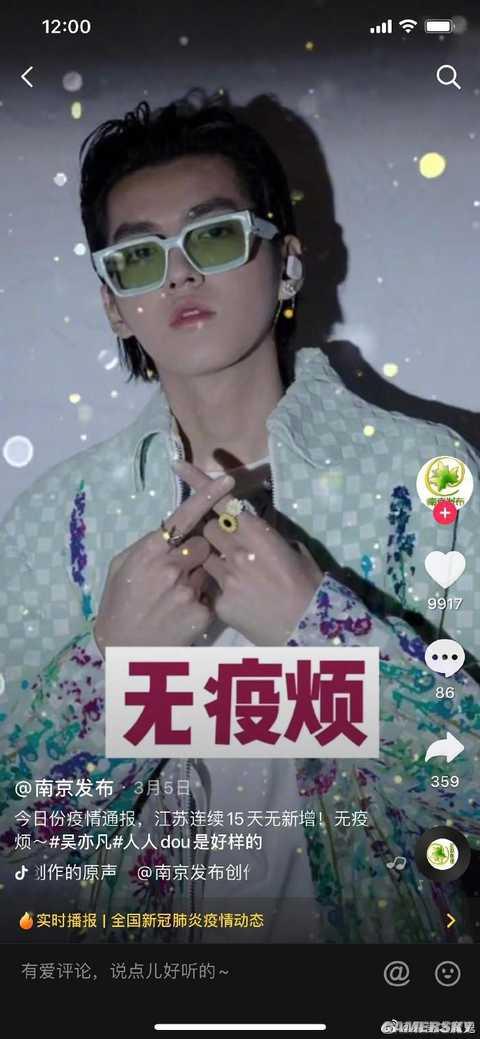 12:00
南京发布
9917
86
359
无疫烦
@南京发布 · 3月5日
今日份疫情通报，江苏连续15天无新增！无疫
烦～#吴亦凡#人人dou是好样的
创作的原声 @南京发布创作
实时播报 | 全国新冠肺炎疫情动态
有爱评论，说点儿好听的~
GAMERSKY